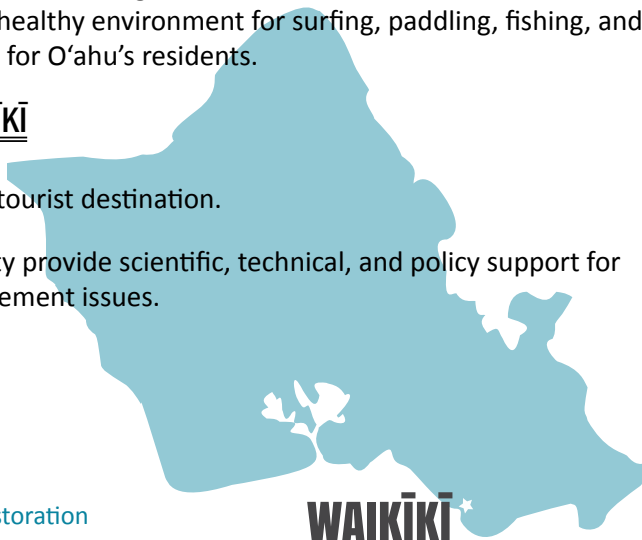 healthy environment for surfing, paddling, fishing, and
for Oʻahu's residents.
KĪ
tourist destination.
ty provide scientific, technical, and policy support for
ement issues.
storation
WAIKĪKĪ